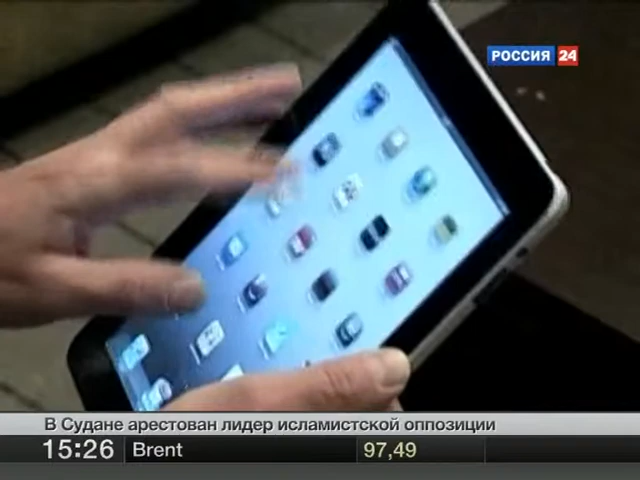 РОССИЯ 24
В Судане арестован лидер исламистской оппозиции
15:26 Brent 97,49